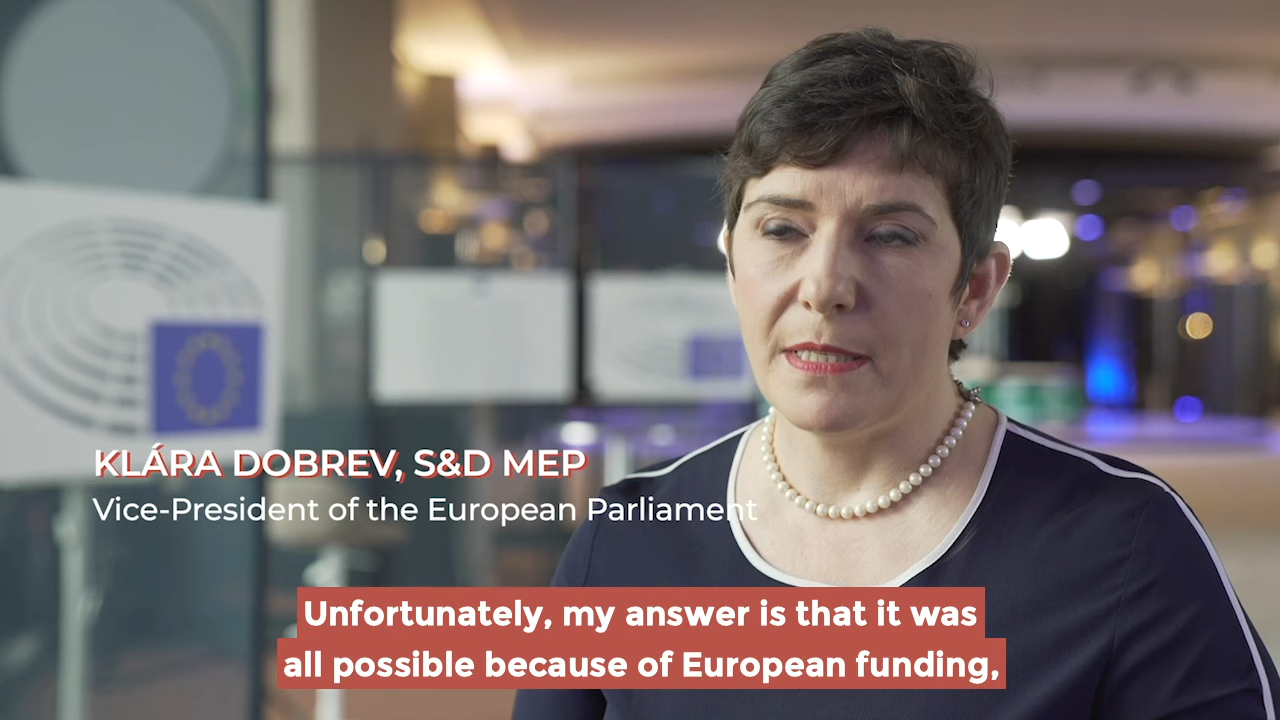 KLÁRA DOBREV, S&D MEP
Vice-President of the European Parliament
Unfortunately, my answer is that it was
all possible because of European funding,